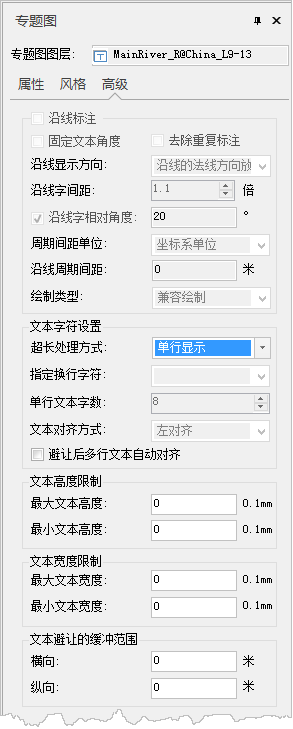 专题图
专题图图层: MainRiver_R@China_L9-13
属性 风格 高级
沿线标注
固定文本角度 去除重复标注
沿线显示方向: 沿线的法线方向放
沿线字间距: 1.1 倍
沿线字相对角度: 20 °
周期间距单位: 坐标系单位
沿线周期间距: 0 米
绘制类型: 兼容绘制
文本字符设置
超长处理方式: 单行显示
指定换行字符:
单行文本字数: 8
文本对齐方式: 左对齐
避让后多行文本自动对齐
文本高度限制
最大文本高度: 0 0.1mm
最小文本高度: 0 0.1mm
文本宽度限制
最大文本宽度: 0 0.1mm
最小文本宽度: 0 0.1mm
文本避让的缓冲范围
横向: 0 米
纵向: 0 米